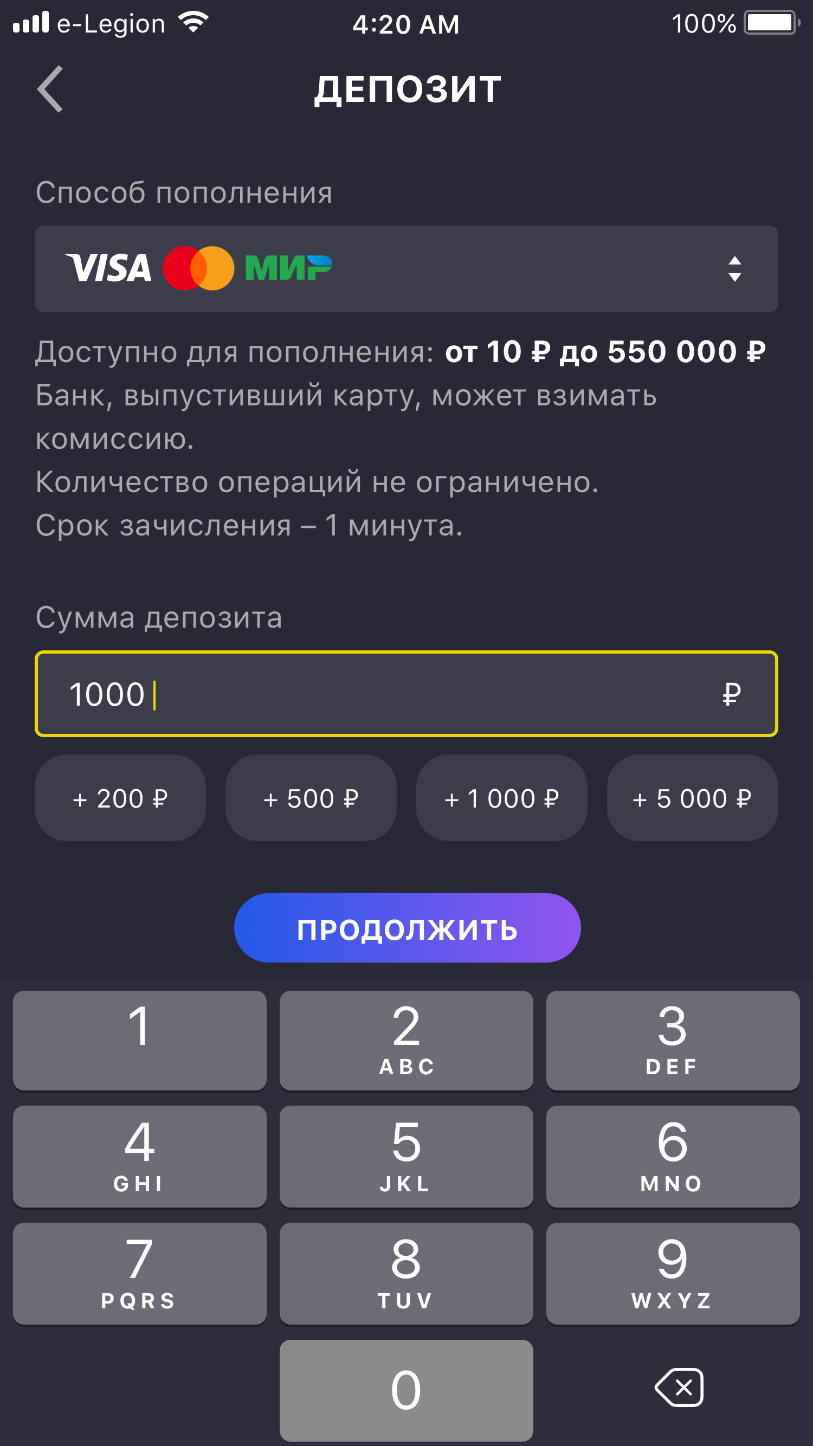 e-Legion 4:20 AM 100%
ДЕПОЗИТ
Способ пополнения
VISA МИР
Доступно для пополнения: от 10 ₽ до 550 000 ₽
Банк, выпустивший карту, может взимать
комиссию.
Количество операций не ограничено.
Срок зачисления – 1 минута.
Сумма депозита
1000 ₽
+ 200 ₽ + 500 ₽ + 1 000 ₽ + 5 000 ₽
ПРОДОЛЖИТЬ
1 2 3
ABC DEF
4 5 6
GHI JKL MNO
7 8 9
PQRS TUV WXYZ
0